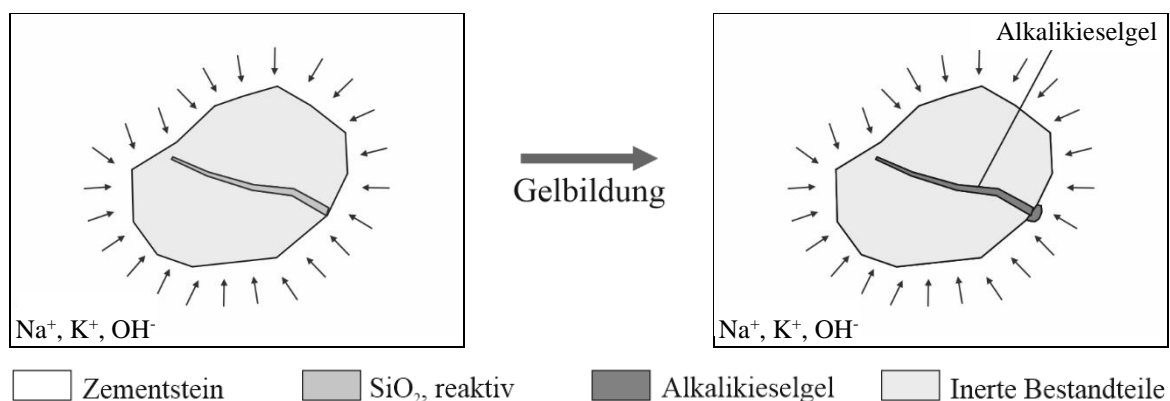 Alkalikieselgel
Gelbildung
Na⁺, K⁺, OH⁻
Na⁺, K⁺, OH⁻
Zementstein
SiO₂, reaktiv
Alkalikieselgel
Inerte Bestandteile